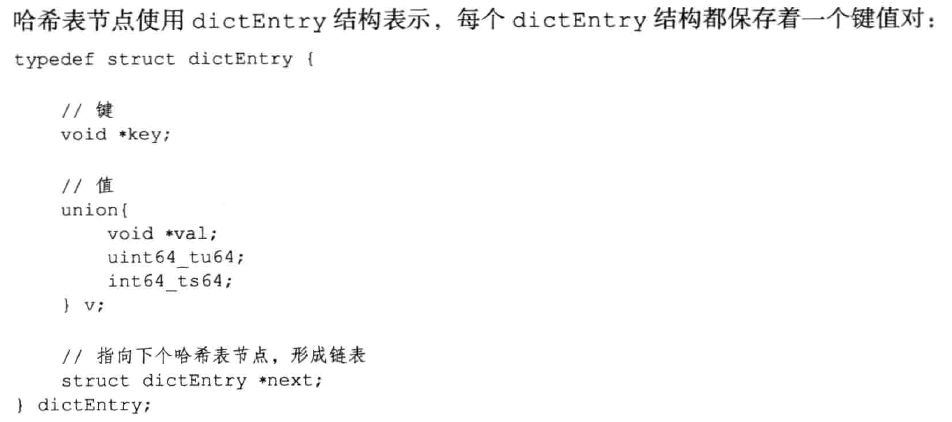 哈希表节点使用 dictEntry 结构表示，每个 dictEntry 结构都保存着一个键值对：
typedef struct dictEntry {
// 键
void *key;
// 值
union{
void *val;
uint64_tu64;
int64_ts64;
} v;
// 指向下个哈希表节点，形成链表
struct dictEntry *next;
} dictEntry;